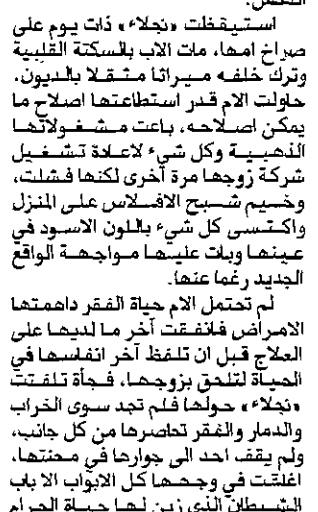 استيقظت «نجلاء» ذات يوم على
صراخ امها، مات الاب بالسكتة القلبية
وترك خلفه ميراثا مثقلا بالديون.
حاولت الام قدر استطاعتها اصلاح ما
يمكن اصلاحه، باعت مشغولاتها
الذهبية وكل شيء لاعادة تشغيل
شركة زوجها مرة أخرى لكنها فشلت،
وخيم شبح الافلاس على المنزل
واكتسى كل شيء باللون الاسود في
عينها وبات عليها مواجهة الواقع
الجديد رغما عنها.
لم تحتمل الام حياة الفقر داهمتها
الامراض فانفقت آخر ما لديها على
العلاج قبل ان تلفظ آخر انفاسها في
الحياة لتلحق بزوجها، فجأة تلفتت
«نجلاء» حولها فلم تجد سوى الخراب
والدمار والفقر تحاصرها من كل جانب،
ولم يقف احد الى جوارها في محنتها،
اغلقت في وجهها كل الابواب الا باب
الشيطان الذي زين لها حياة الحرام